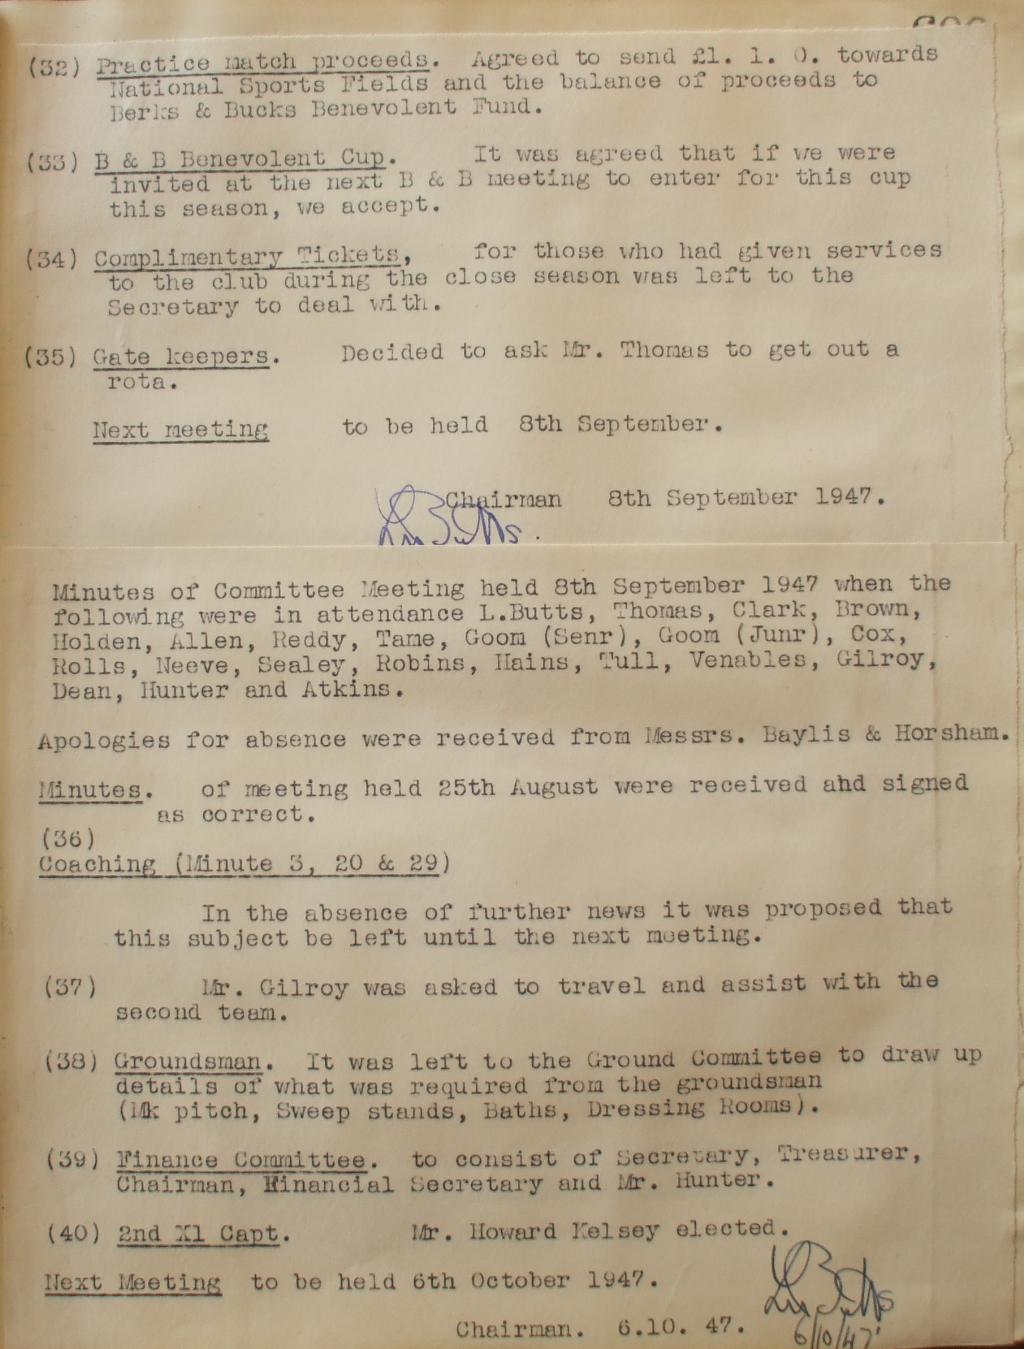 (32) Practice match proceeds. Agreed to send £1. 1. 0. towards
National Sports Fields and the balance of proceeds to
Berks & Bucks Benevolent Fund.
(33) B & B Benevolent Cup. It was agreed that if we were
invited at the next B & B meeting to enter for this cup
this season, we accept.
(34) Complimentary Tickets, for those who had given services
to the club during the close season was left to the
Secretary to deal with.
(35) Gate keepers. Decided to ask Mr. Thomas to get out a
rota.
Next meeting to be held 8th September.
Chairman 8th September 1947.
L Butts.
Minutes of Committee Meeting held 8th September 1947 when the
following were in attendance L.Butts, Thomas, Clark, Brown,
Holden, Allen, Reddy, Tame, Goom (Senr), Goom (Junr), Cox,
Rolls, Neeve, Sealey, Robins, Hains, Tull, Venables, Gilroy,
Dean, Hunter and Atkins.
Apologies for absence were received from Messrs. Baylis & Horsham.
Minutes. of meeting held 25th August were received ahd signed
as correct.
(36)
Coaching (Minute 3, 20 & 29)
In the absence of further news it was proposed that
this subject be left until the next meeting.
(37) Mr. Gilroy was asked to travel and assist with the
second team.
(38) Groundsman. It was left to the Ground Committee to draw up
details of what was required from the groundsman
(Mk pitch, Sweep stands, Baths, Dressing Rooms).
(39) Finance Committee. to consist of Secretary, Treasurer,
Chairman, Financial Secretary and Mr. Hunter.
(40) 2nd X1 Capt. Mr. Howard Kelsey elected.
Next Meeting to be held 6th October 1947.
L Butts
Chairman. 6.10. 47.
6/10/47